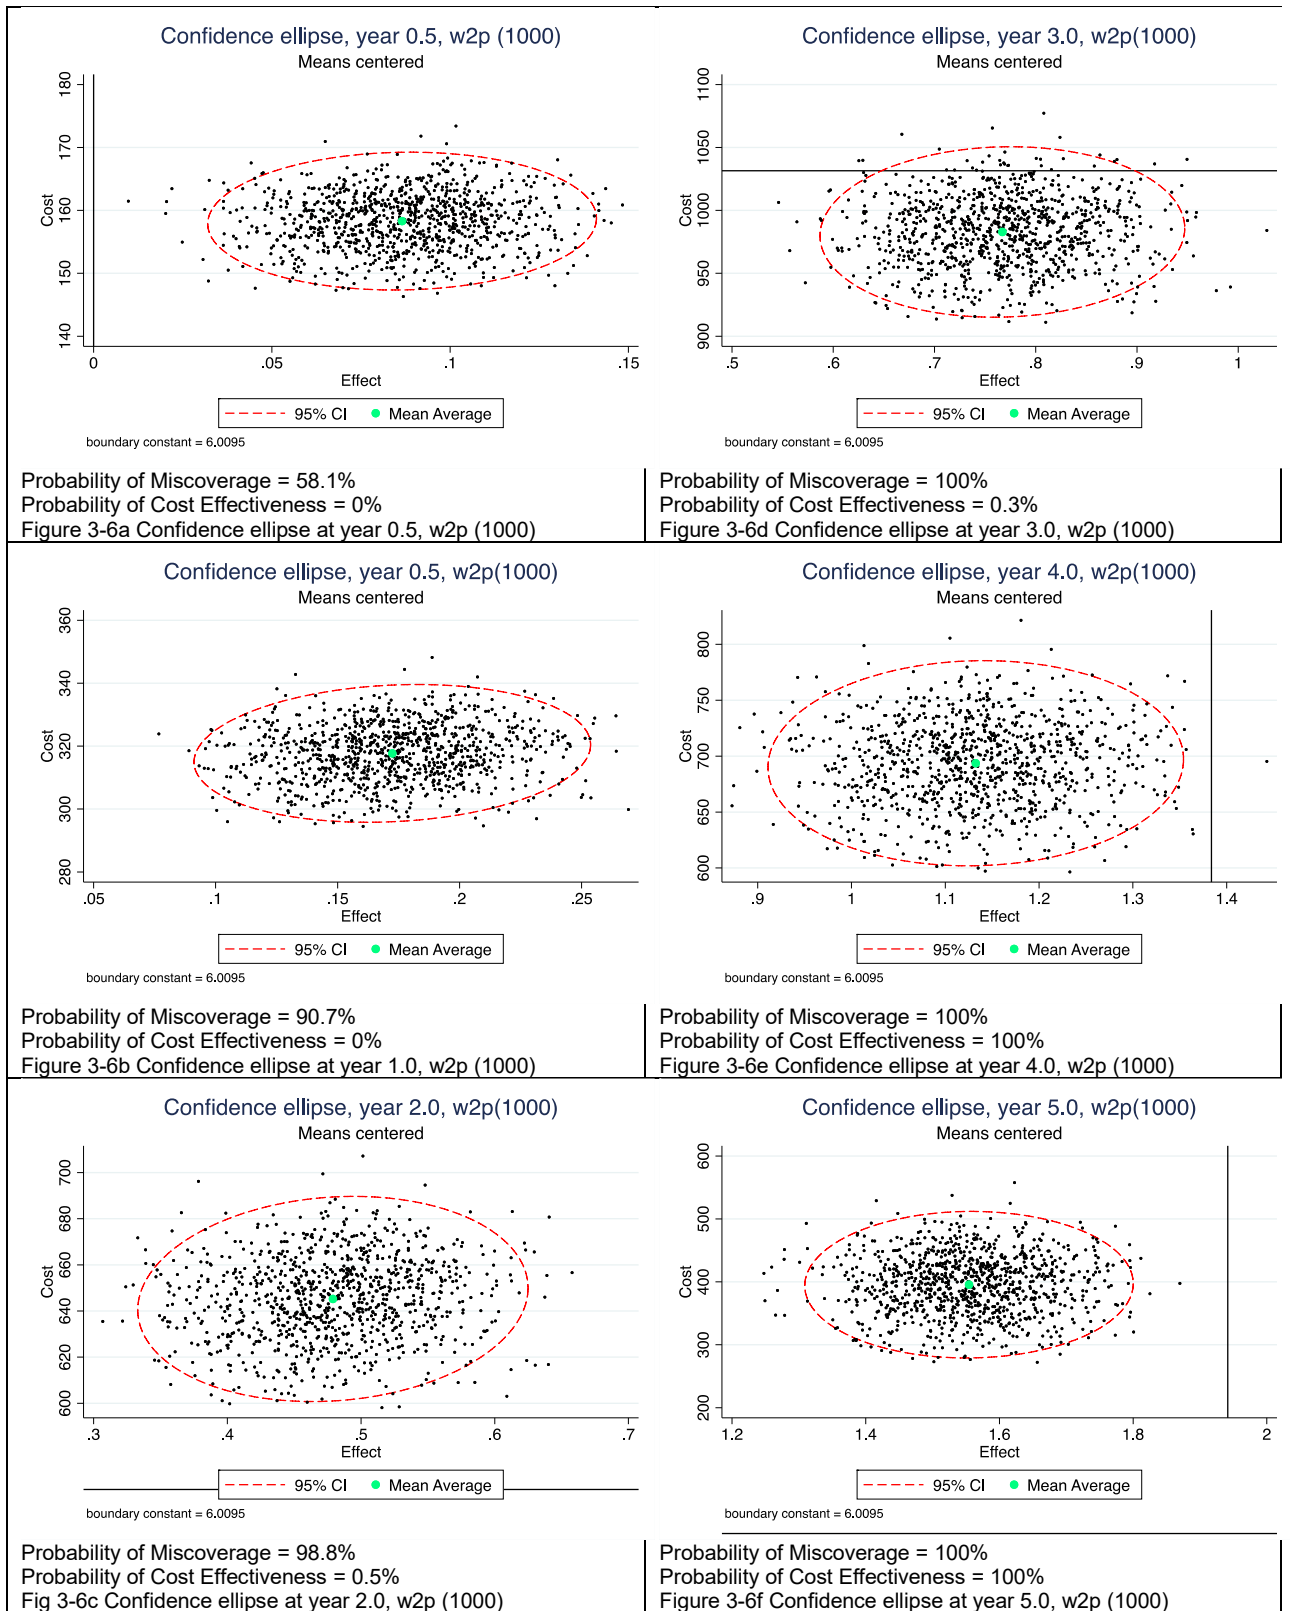 Confidence ellipse, year 0.5, w2p (1000)
Means centered
180
170
160
150
140
Cost
0
.05
.1
.15
Effect
95% CI
Mean Average
boundary constant = 6.0095
Probability of Miscoverage = 58.1%
Probability of Cost Effectiveness = 0%
Figure 3-6a Confidence ellipse at year 0.5, w2p (1000)
Confidence ellipse, year 3.0, w2p(1000)
Means centered
1100
1050
1000
950
900
Cost
.5
.6
.7
.8
.9
1
Effect
95% CI
Mean Average
boundary constant = 6.0095
Probability of Miscoverage = 100%
Probability of Cost Effectiveness = 0.3%
Figure 3-6d Confidence ellipse at year 3.0, w2p (1000)
Confidence ellipse, year 0.5, w2p(1000)
Means centered
360
340
320
300
280
Cost
.05
.1
.15
.2
.25
Effect
95% CI
Mean Average
boundary constant = 6.0095
Probability of Miscoverage = 90.7%
Probability of Cost Effectiveness = 0%
Figure 3-6b Confidence ellipse at year 1.0, w2p (1000)
Confidence ellipse, year 4.0, w2p(1000)
Means centered
800
750
700
650
600
Cost
.9
1
1.1
1.2
1.3
1.4
Effect
95% CI
Mean Average
boundary constant = 6.0095
Probability of Miscoverage = 100%
Probability of Cost Effectiveness = 100%
Figure 3-6e Confidence ellipse at year 4.0, w2p (1000)
Confidence ellipse, year 2.0, w2p(1000)
Means centered
700
680
660
640
620
600
Cost
.3
.4
.5
.6
.7
Effect
95% CI
Mean Average
boundary constant = 6.0095
Probability of Miscoverage = 98.8%
Probability of Cost Effectiveness = 0.5%
Fig 3-6c Confidence ellipse at year 2.0, w2p (1000)
Confidence ellipse, year 5.0, w2p(1000)
Means centered
600
500
400
300
200
Cost
1.2
1.4
1.6
1.8
2
Effect
95% CI
Mean Average
boundary constant = 6.0095
Probability of Miscoverage = 100%
Probability of Cost Effectiveness = 100%
Figure 3-6f Confidence ellipse at year 5.0, w2p (1000)